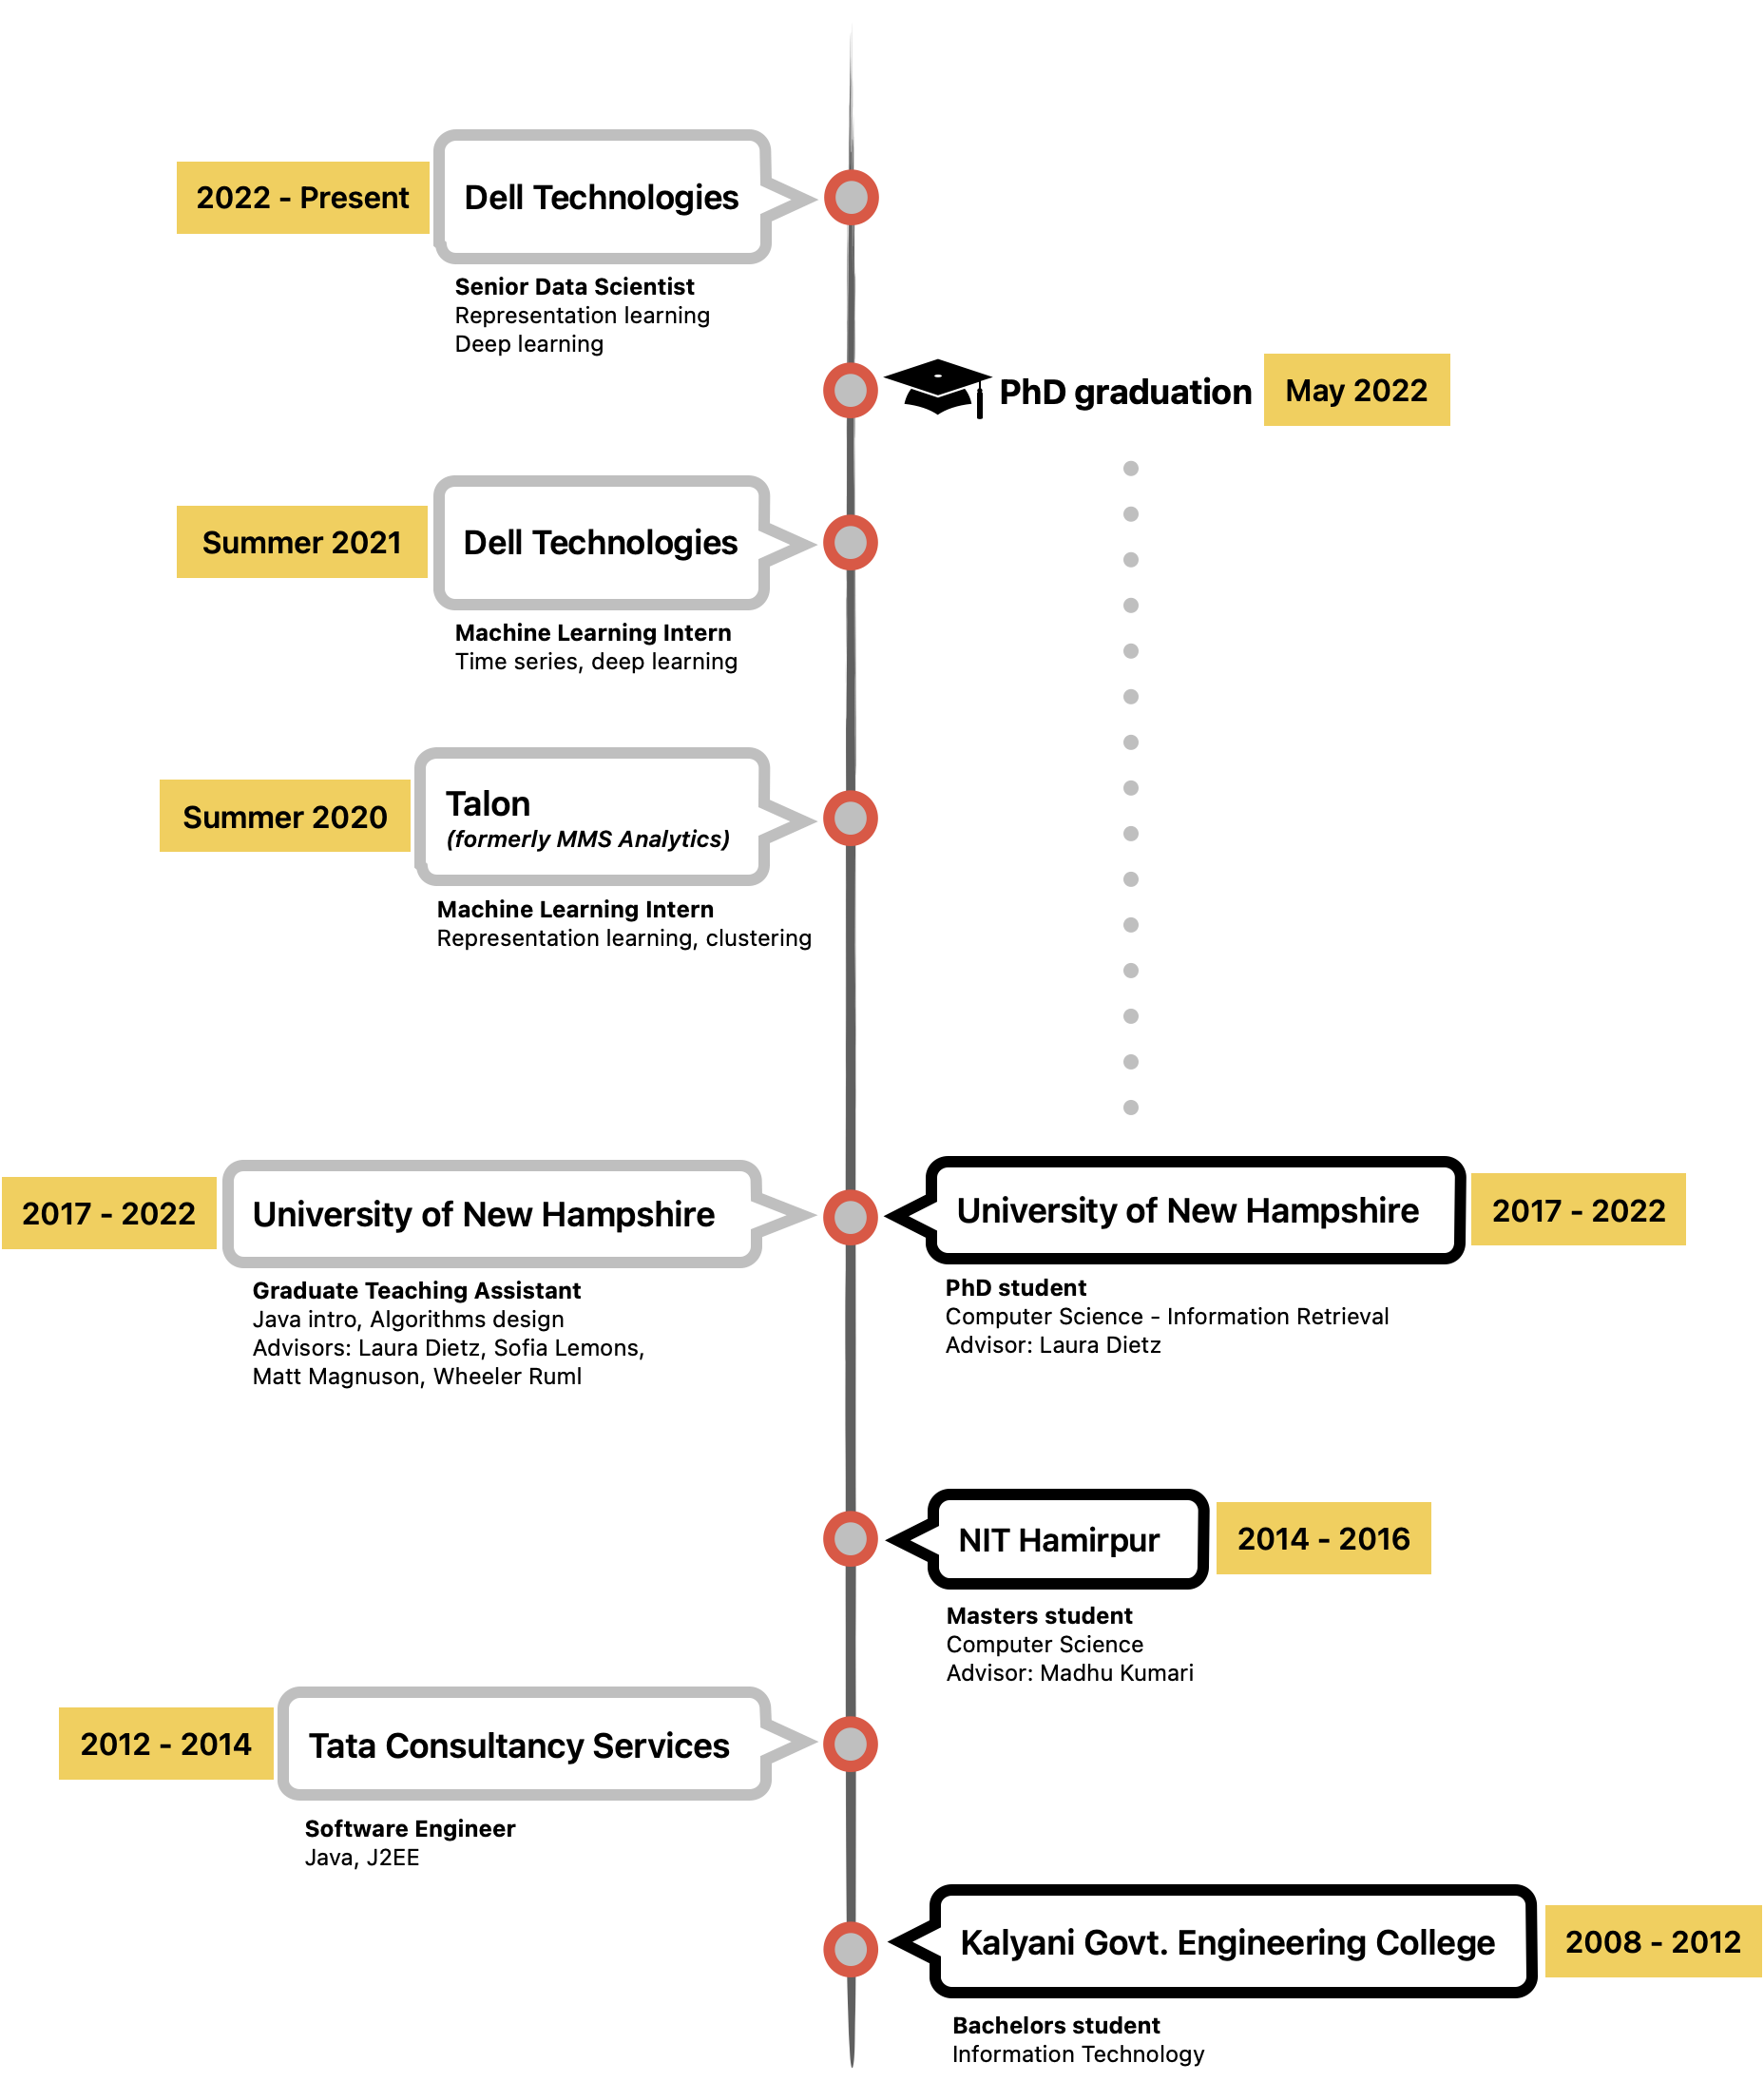 2022 - Present
Dell Technologies
Senior Data Scientist
Representation learning
Deep learning
PhD graduation
May 2022
Summer 2021
Dell Technologies
Machine Learning Intern
Time series, deep learning
Summer 2020
Talon
(formerly MMS Analytics)
Machine Learning Intern
Representation learning, clustering
2017 - 2022
University of New Hampshire
Graduate Teaching Assistant
Java intro, Algorithms design
Advisors: Laura Dietz, Sofia Lemons,
Matt Magnuson, Wheeler Ruml
University of New Hampshire
2017 - 2022
PhD student
Computer Science - Information Retrieval
Advisor: Laura Dietz
NIT Hamirpur
2014 - 2016
Masters student
Computer Science
Advisor: Madhu Kumari
2012 - 2014
Tata Consultancy Services
Software Engineer
Java, J2EE
Kalyani Govt. Engineering College
2008 - 2012
Bachelors student
Information Technology